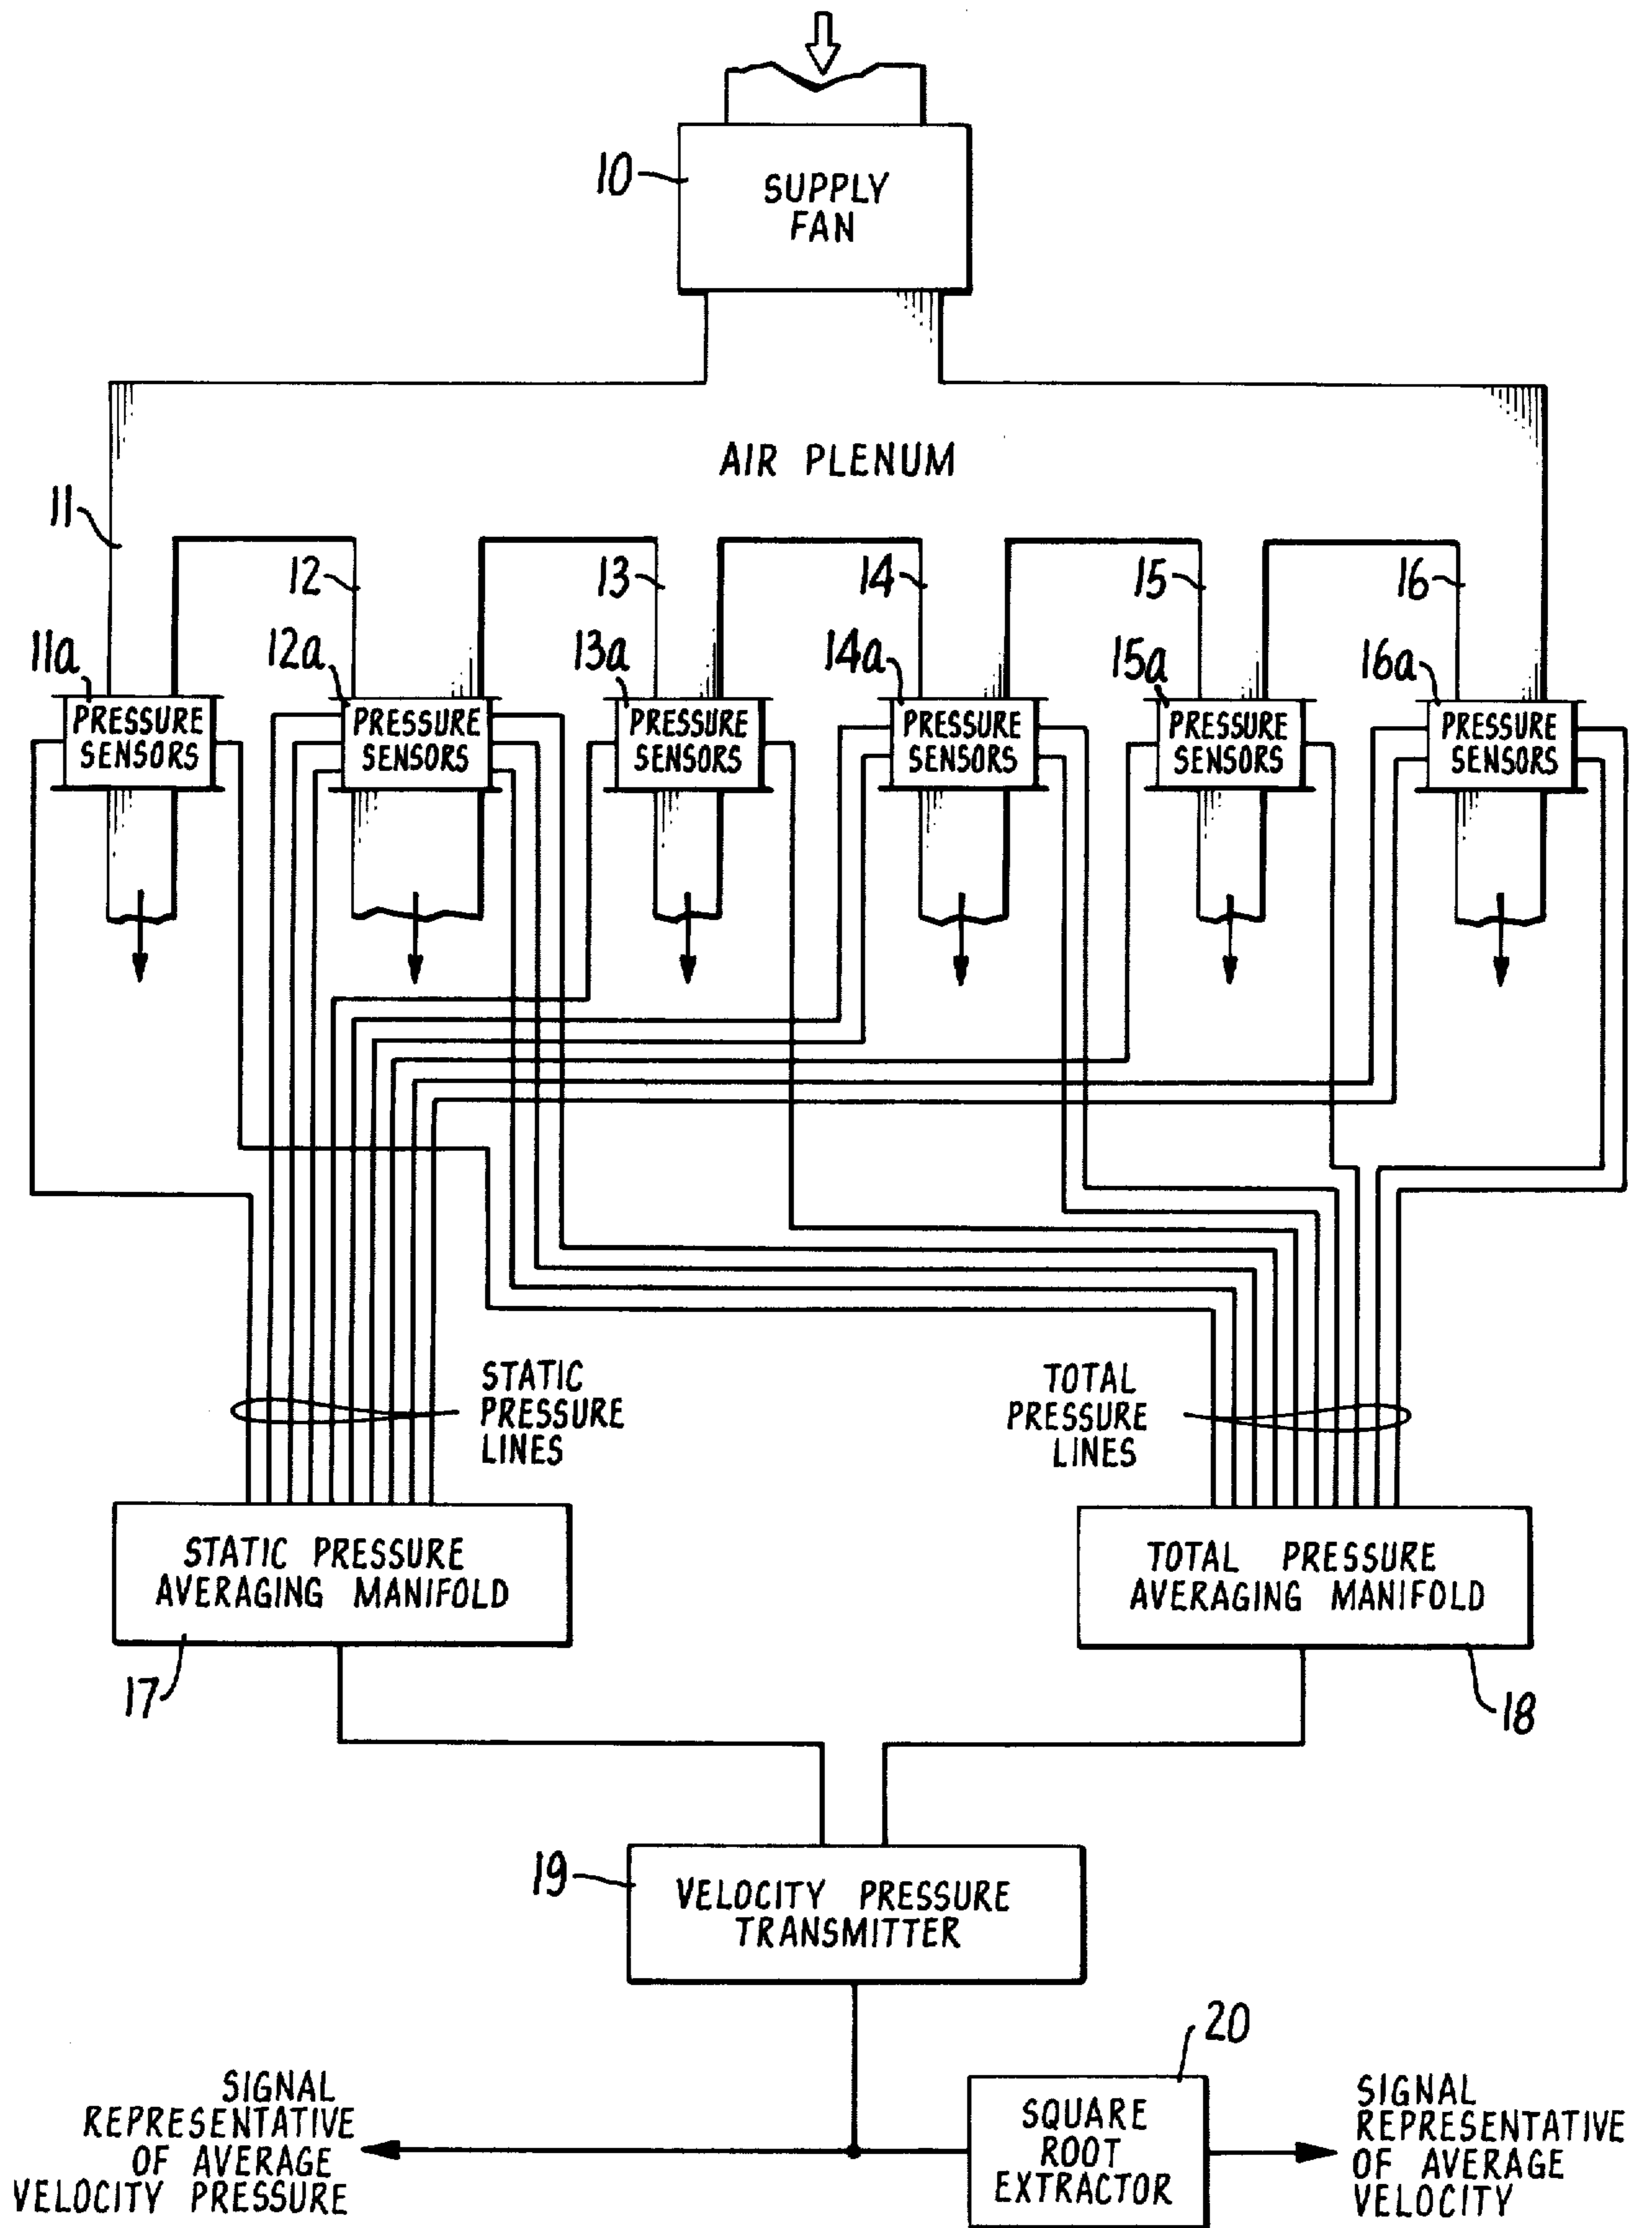 10
SUPPLY
FAN
AIR PLENUM
11
12
13
14
15
16
11a
12a
13a
14a
15a
16a
PRESSURE
SENSORS
PRESSURE
SENSORS
PRESSURE
SENSORS
PRESSURE
SENSORS
PRESSURE
SENSORS
PRESSURE
SENSORS
STATIC
PRESSURE
LINES
TOTAL
PRESSURE
LINES
STATIC PRESSURE
AVERAGING MANIFOLD
TOTAL PRESSURE
AVERAGING MANIFOLD
17
18
19
VELOCITY PRESSURE
TRANSMITTER
20
SIGNAL
REPRESENTATIVE
OF AVERAGE
VELOCITY PRESSURE
SQUARE
ROOT
EXTRACTOR
SIGNAL
REPRESENTATIVE
OF AVERAGE
VELOCITY